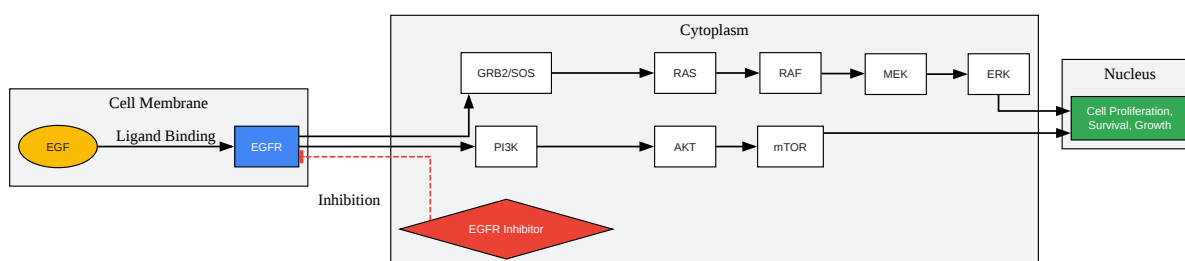 Cytoplasm
GRB2/SOS
RAS
RAF
MEK
ERK
Nucleus
Cell Membrane
Ligand Binding
EGF
EGFR
PI3K
AKT
mTOR
Cell Proliferation,
Survival, Growth
Inhibition
EGFR Inhibitor